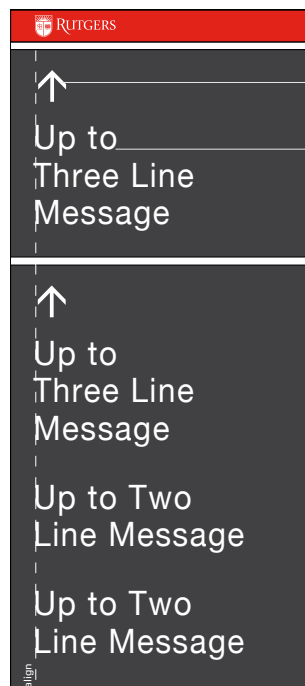 RUTGERS
Up to
Three Line
Message
Up to
Three Line
Message
Up to Two
Line Message
Up to Two
Line Message
align